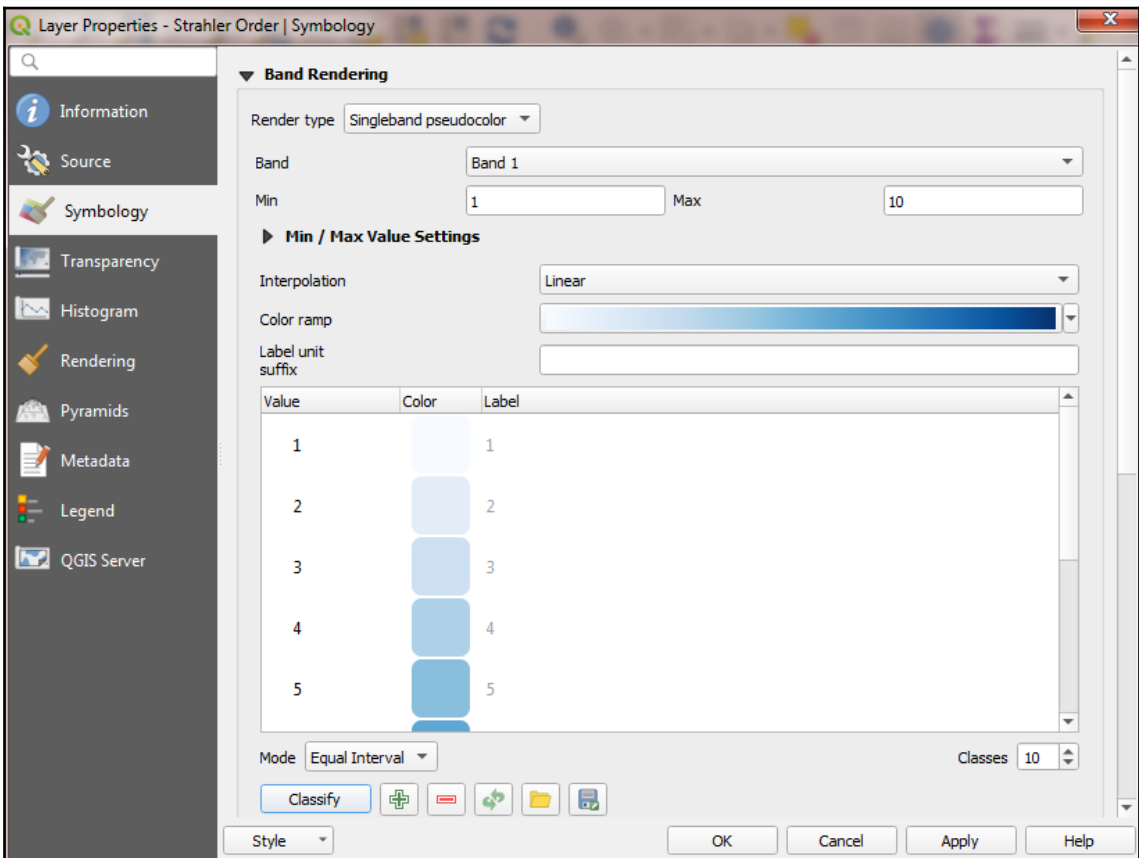 Layer Properties - Strahler Order | Symbology
Information
Source
Symbology
Transparency
Histogram
Rendering
Pyramids
Metadata
Legend
QGIS Server
Band Rendering
Render type Singleband pseudocolor
Band Band 1
Min 1 Max 10
Min / Max Value Settings
Interpolation Linear
Color ramp
Label unit
suffix
Value Color Label
1 1
2 2
3 3
4 4
5 5
Mode Equal Interval Classes 10
Classify
Style OK Cancel Apply Help